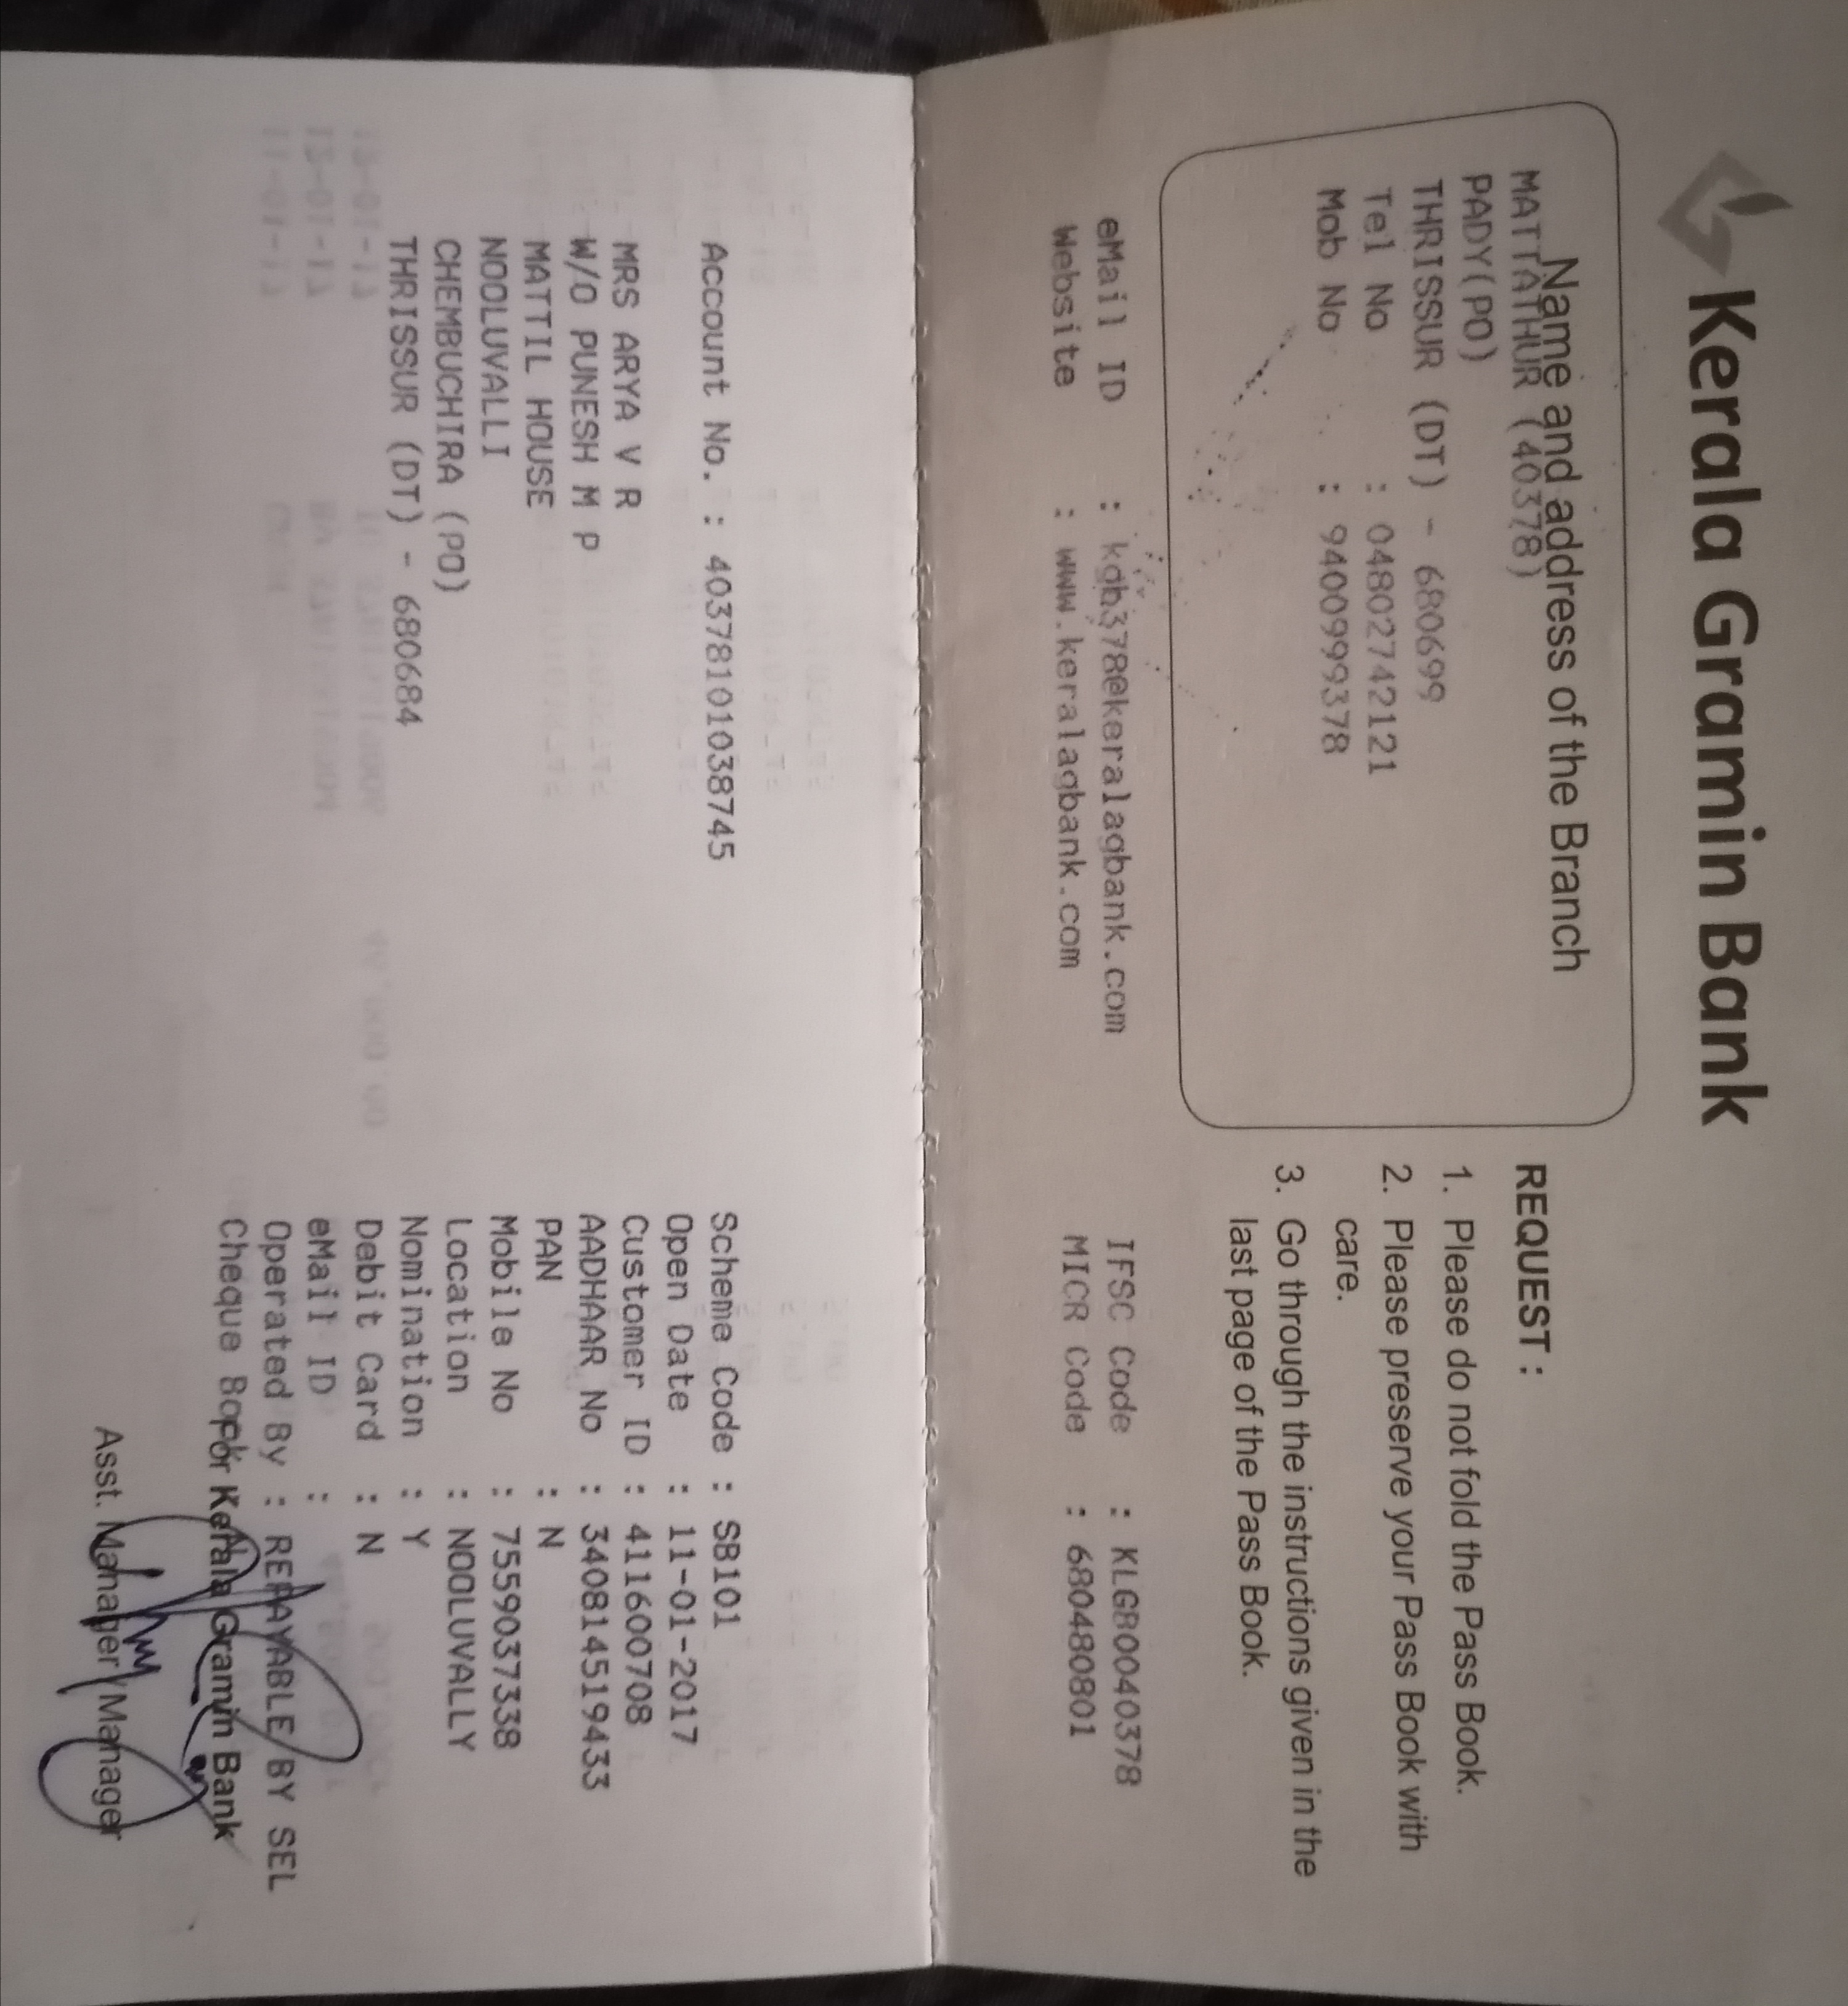 Kerala Gramin Bank
Name and address of the Branch
MATTATHUR (40378)
PADY(PO)
THRISSUR (DT) - 680699
Tel No : 04802742121
Mob No : 9400999378
REQUEST :
1. Please do not fold the Pass Book.
2. Please preserve your Pass Book with
care.
3. Go through the instructions given in the
last page of the Pass Book.
eMail ID : kgb378@keralagbank.com
Website : www.keralagbank.com
IFSC Code : KLGB0040378
MICR Code : 680480801
Account No. : 40378101038745
MRS ARYA V R
W/O PUNESH M P
MATTIL HOUSE
NOOLUVALLI
CHEMBUCHIRA (PO)
THRISSUR (DT) - 680684
Scheme Code : SB101
Open Date : 11-01-2017
Customer ID : 411600708
AADHAAR No : 340814519433
PAN : N
Mobile No : 7559037338
Location : NOOLUVALLY
Nomination : Y
Debit Card : N
eMail ID :
Operated By : REPAYABLE BY SEL
Cheque Book
For Kerala Gramin Bank
Asst. Manager / Manager